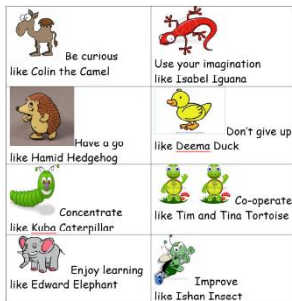 Be curious
like Colin the Camel
Use your imagination
like Isabel Iguana
Have a go
like Hamid Hedgehog
Don't give up
like Deema Duck
Concentrate
like Kuba Caterpillar
Co-operate
like Tim and Tina Tortoise
Enjoy learning
like Edward Elephant
Improve
like Ishan Insect